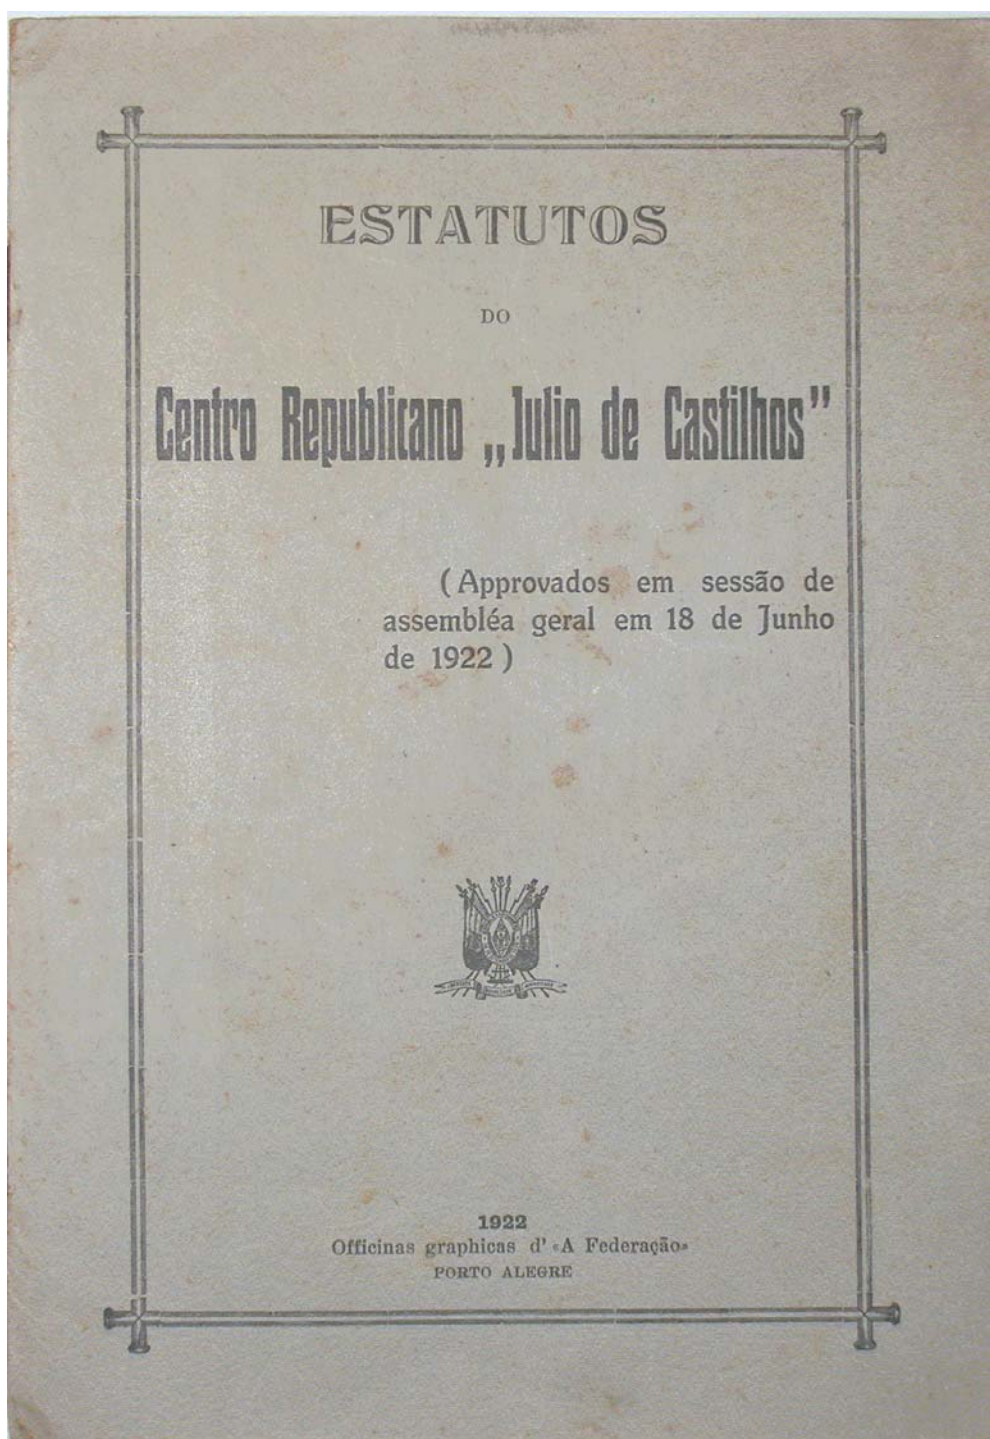 ESTATUTOS
DO
Centro Republicano „Julio de Castilhos”
(Approvados em sessão de
assembléa geral em 18 de Junho
de 1922)
1922
Officinas graphicas d' «A Federação»
PORTO ALEGRE